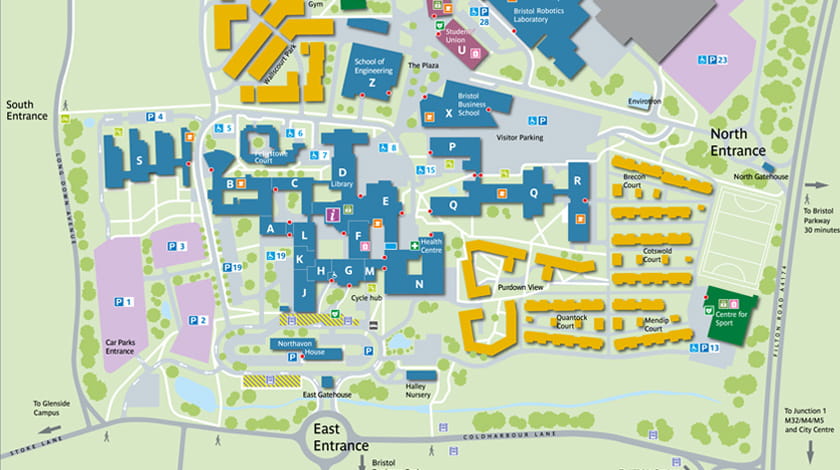 Gym
Wallcourt Park
28
Student
Union
U
Bristol Robotics
Laboratory
School of
Engineering
Z
The Plaza
P 23
Bristol
Business
School
X
Envirotron
P
Visitor Parking
South
Entrance
P 4
5
6
7
8
15
North
Entrance
North Gatehouse
S
Court
D
Library
B
C
P
Q
Q
R
E
A
L
F
K
H
G
M
J
N
Health
Centre
Cycle hub
Brecon
Court
Cotswold
Court
Purdown View
Quantock
Court
Mendip
Court
Centre for
Sport
P 13
To Bristol
Parkway
30 minutes
FILTON ROAD A4174
LONG DOWN AVENUE
P 3
P 1
P 2
P19
19
Car Parks
Entrance
Northavon
House
P
P
East Gatehouse
Halley
Nursery
To Glenside
Campus
STOKE LANE
East
Entrance
COLDHARBOUR LANE
To Junction 1
M32/M4/M5
and City Centre
Bristol